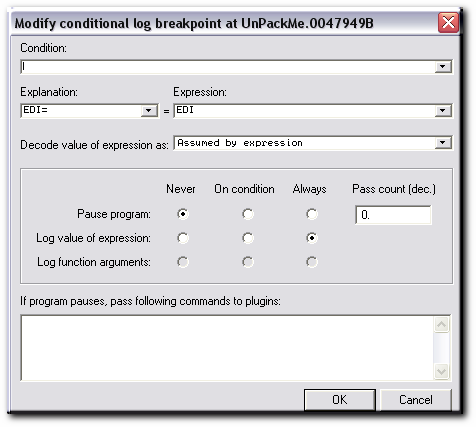 Modify conditional log breakpoint at UnPackMe.0047949B
Condition:
Explanation: Expression:
EDI= = EDI
Decode value of expression as: Assumed by expression
Never On condition Always Pass count (dec.)
Pause program: 0.
Log value of expression:
Log function arguments:
If program pauses, pass following commands to plugins:
OK Cancel